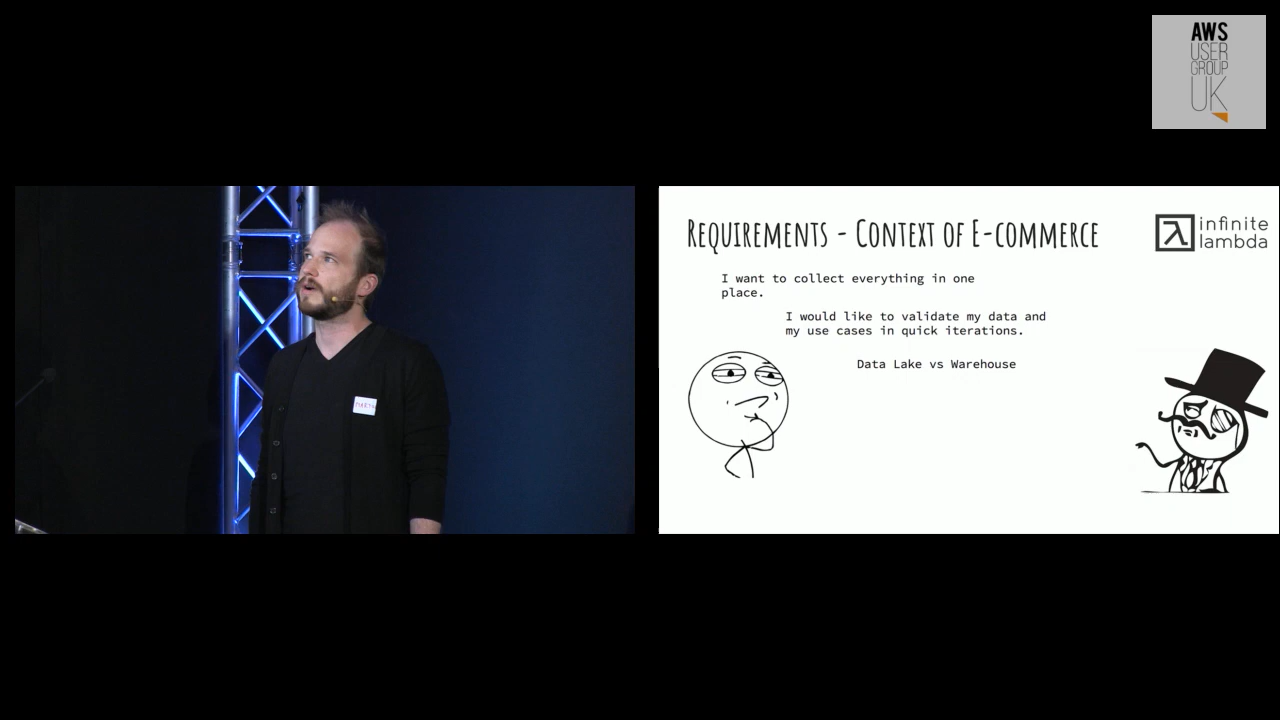 AWS
USER
GROUP
UK
REQUIREMENTS - CONTEXT OF E-COMMERCE
infinite
lambda
I want to collect everything in one
place.
I would like to validate my data and
my use cases in quick iterations.
Data Lake vs Warehouse